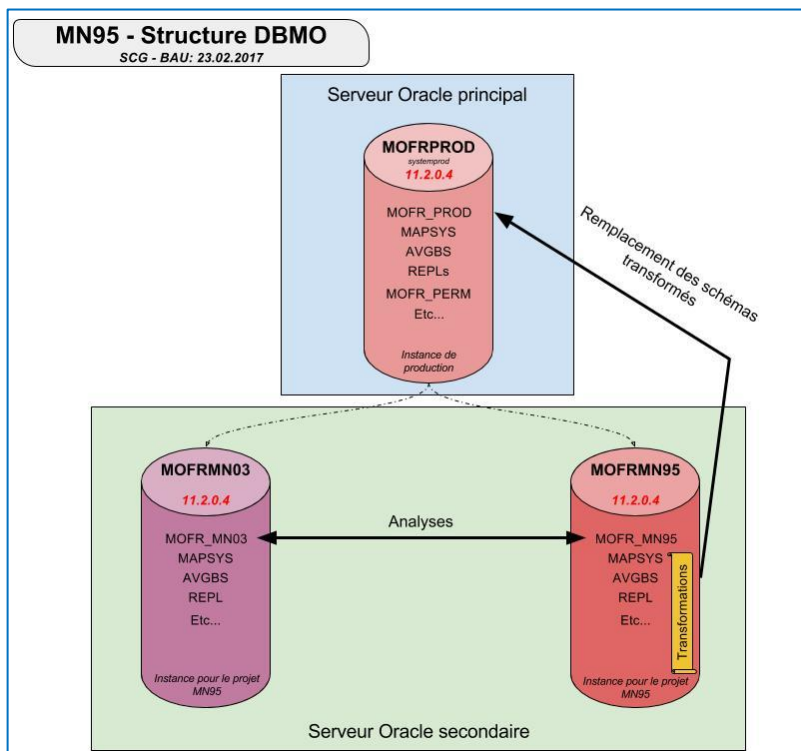 MN95 - Structure DBMO
SCG - BAU: 23.02.2017
Serveur Oracle principal
MOFRPROD
systemprod
11.2.0.4
MOFR_PROD
MAPSYS
AVGBS
REPLs
MOFR_PERM
Etc...
Instance de
production
Remplacement des schémas
transformés
MOFRMN03
11.2.0.4
MOFR_MN03
MAPSYS
AVGBS
REPL
Etc...
Instance pour le projet
MN95
Analyses
MOFRMN95
11.2.0.4
MOFR_MN95
MAPSYS
AVGBS
REPL
Etc...
Transformations
Instance pour le projet
MN95
Serveur Oracle secondaire